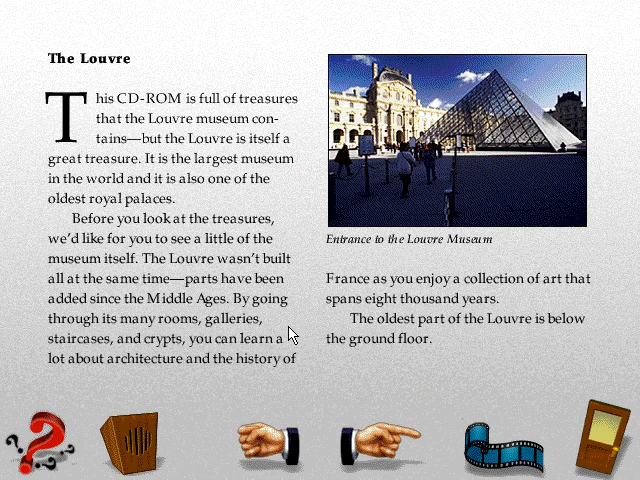 The Louvre
This CD-ROM is full of treasures
that the Louvre museum con-
tains—but the Louvre is itself a
great treasure. It is the largest museum
in the world and it is also one of the
oldest royal palaces.
Before you look at the treasures,
we'd like for you to see a little of the
museum itself. The Louvre wasn't built
all at the same time—parts have been
added since the Middle Ages. By going
through its many rooms, galleries,
staircases, and crypts, you can learn a
lot about architecture and the history of
Entrance to the Louvre Museum
France as you enjoy a collection of art that
spans eight thousand years.
The oldest part of the Louvre is below
the ground floor.